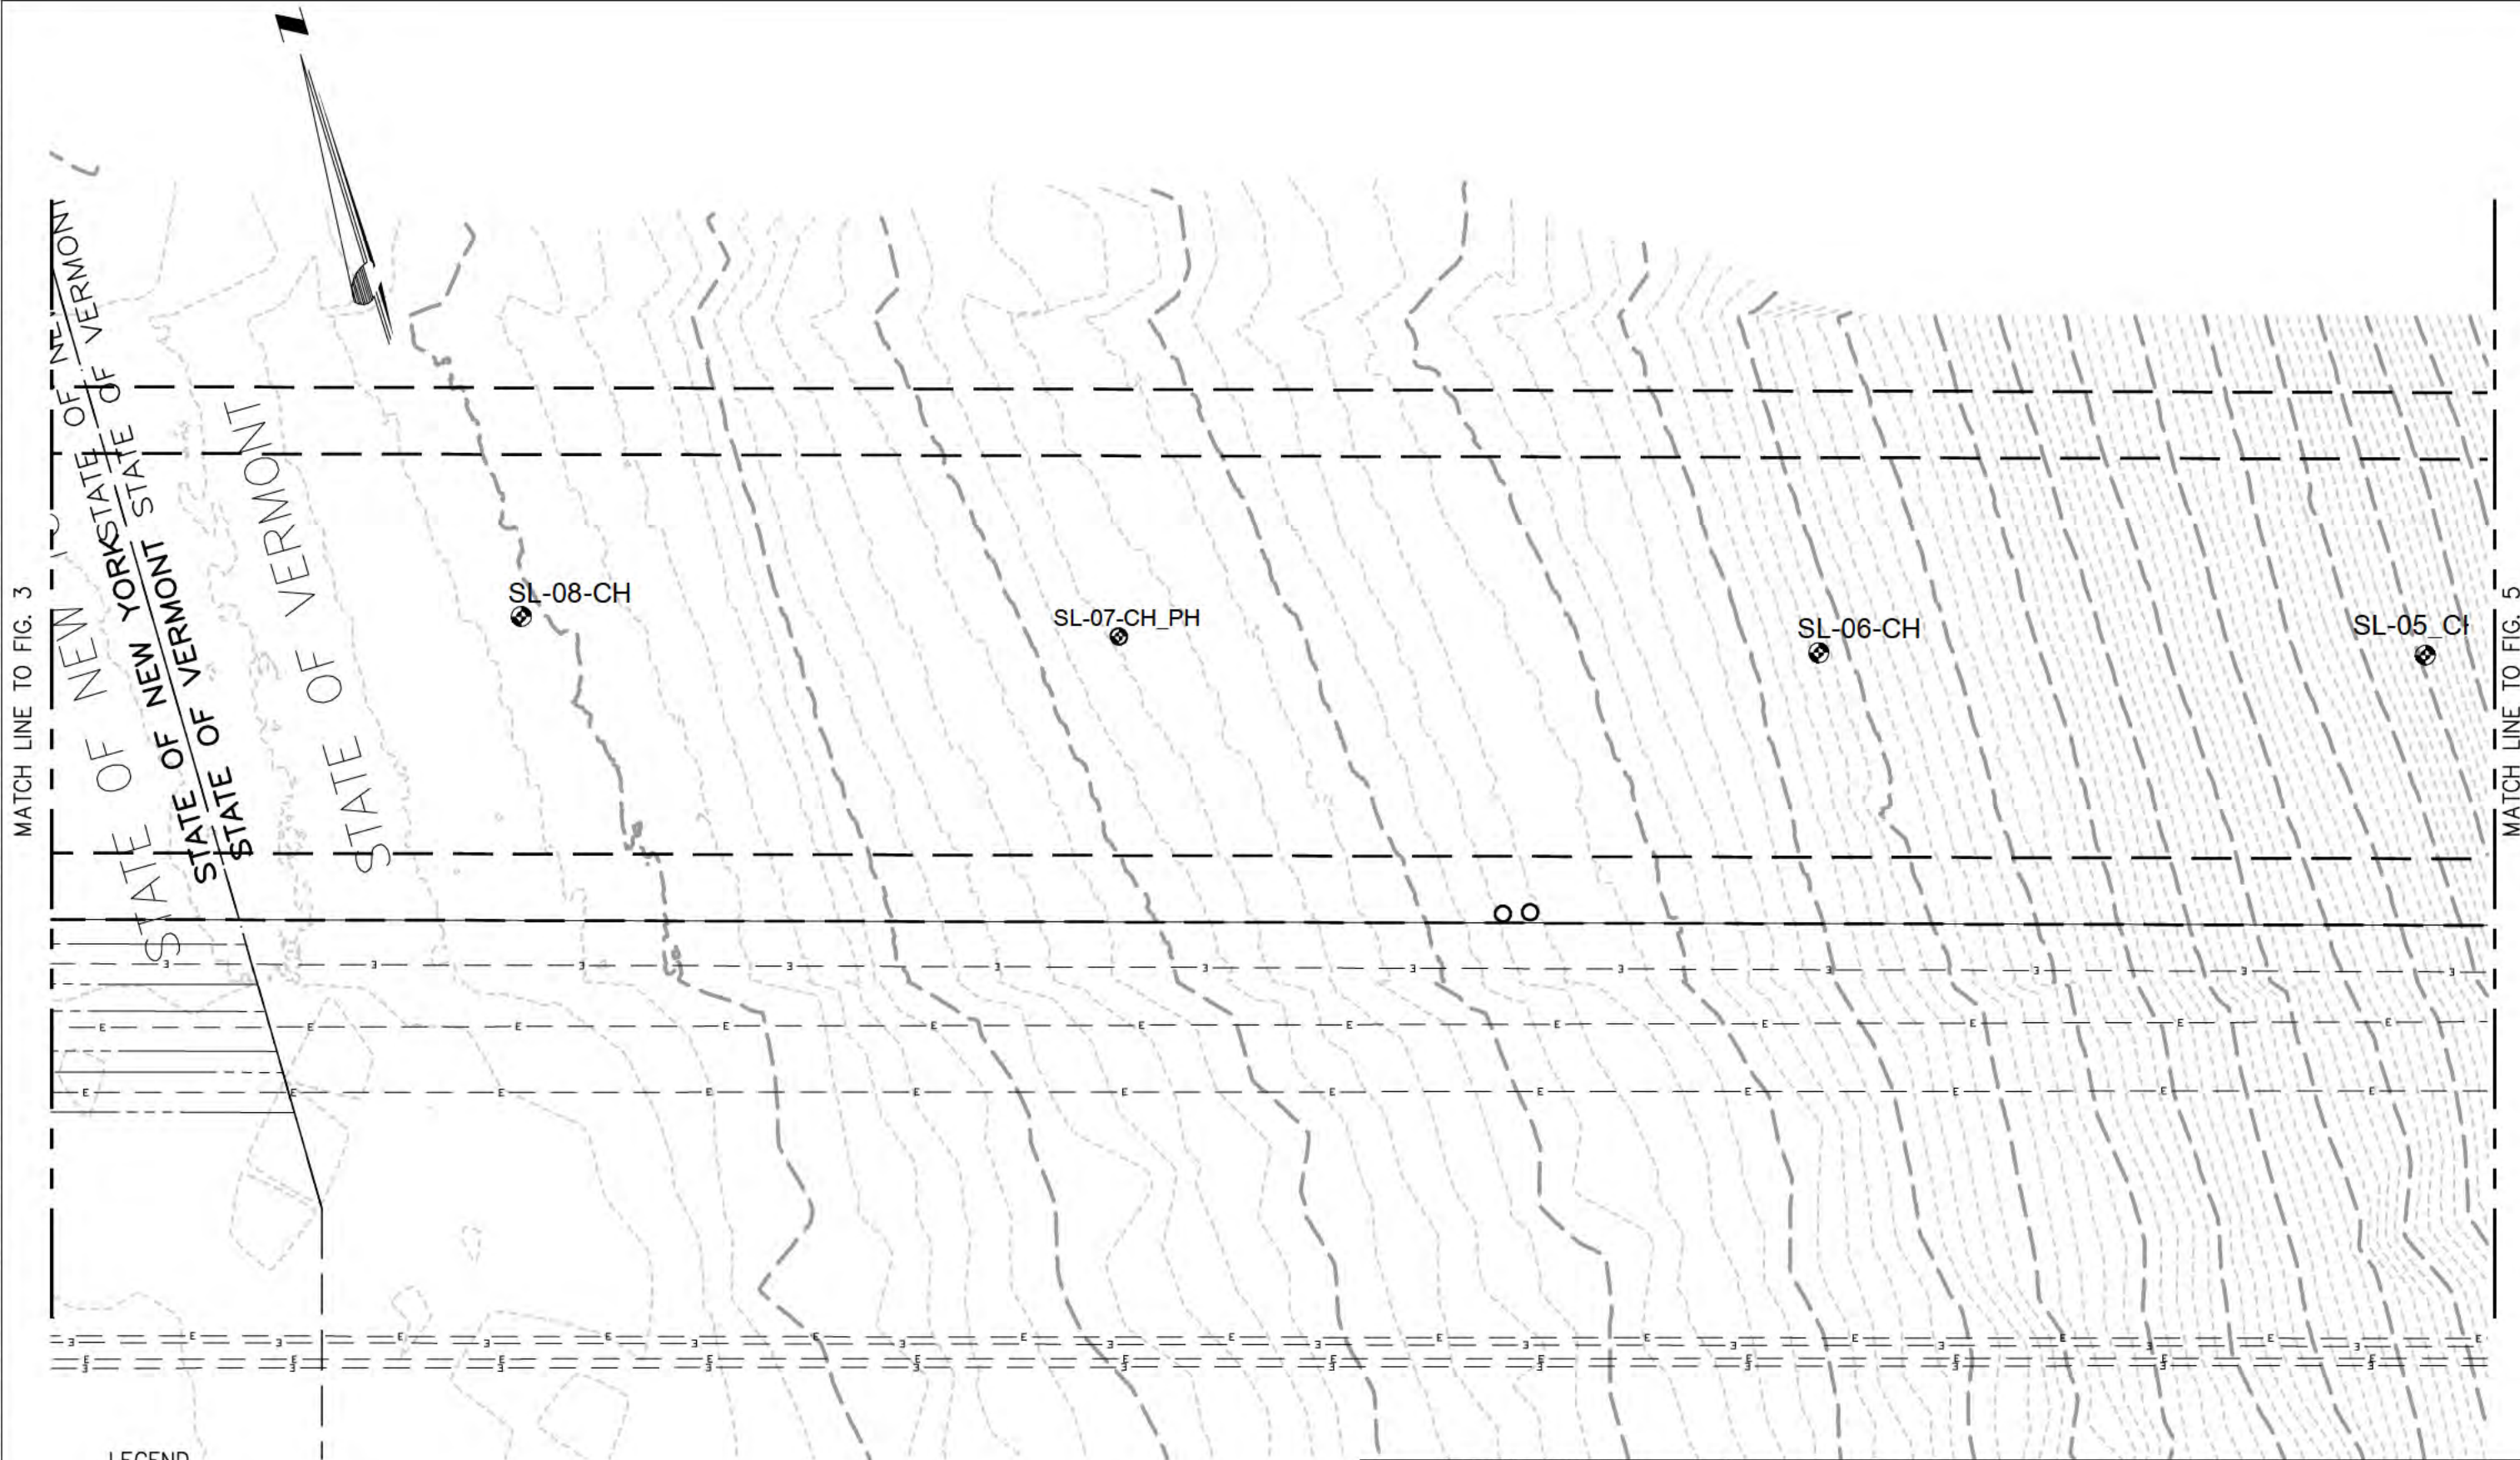 N
STATE OF VERMONT
STATE OF NEW YORK
STATE OF VERMONT
STATE OF NEW YORK
STATE OF VERMONT
STATE OF NEW
STATE OF VERMONT
MATCH LINE TO FIG. 3
SL-08-CH
SL-07-CH_PH
SL-06-CH
SL-05_CH
MATCH LINE TO FIG. 5
LEGEND